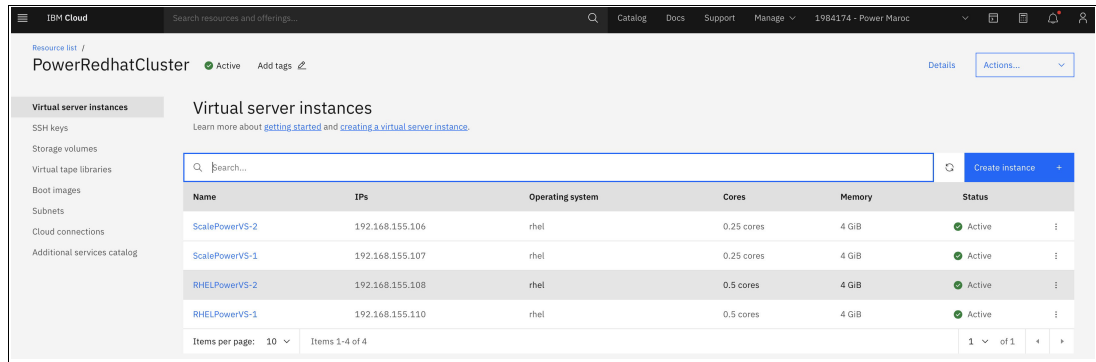 IBM Cloud Search resources and offerings... Catalog Docs Support Manage 1984174 - Power Maroc
Resource list /
PowerRedhatCluster Active Add tags Details Actions...
Virtual server instances
SSH keys
Storage volumes
Virtual tape libraries
Boot images
Subnets
Cloud connections
Additional services catalog
Virtual server instances
Learn more about getting started and creating a virtual server instance.
Search... Create instance +
Name IPs Operating system Cores Memory Status
ScalePowerVS-2 192.168.155.106 rhel 0.25 cores 4 GiB Active
ScalePowerVS-1 192.168.155.107 rhel 0.25 cores 4 GiB Active
RHELPowerVS-2 192.168.155.108 rhel 0.5 cores 4 GiB Active
RHELPowerVS-1 192.168.155.110 rhel 0.5 cores 4 GiB Active
Items per page: 10 Items 1-4 of 4 1 of 1